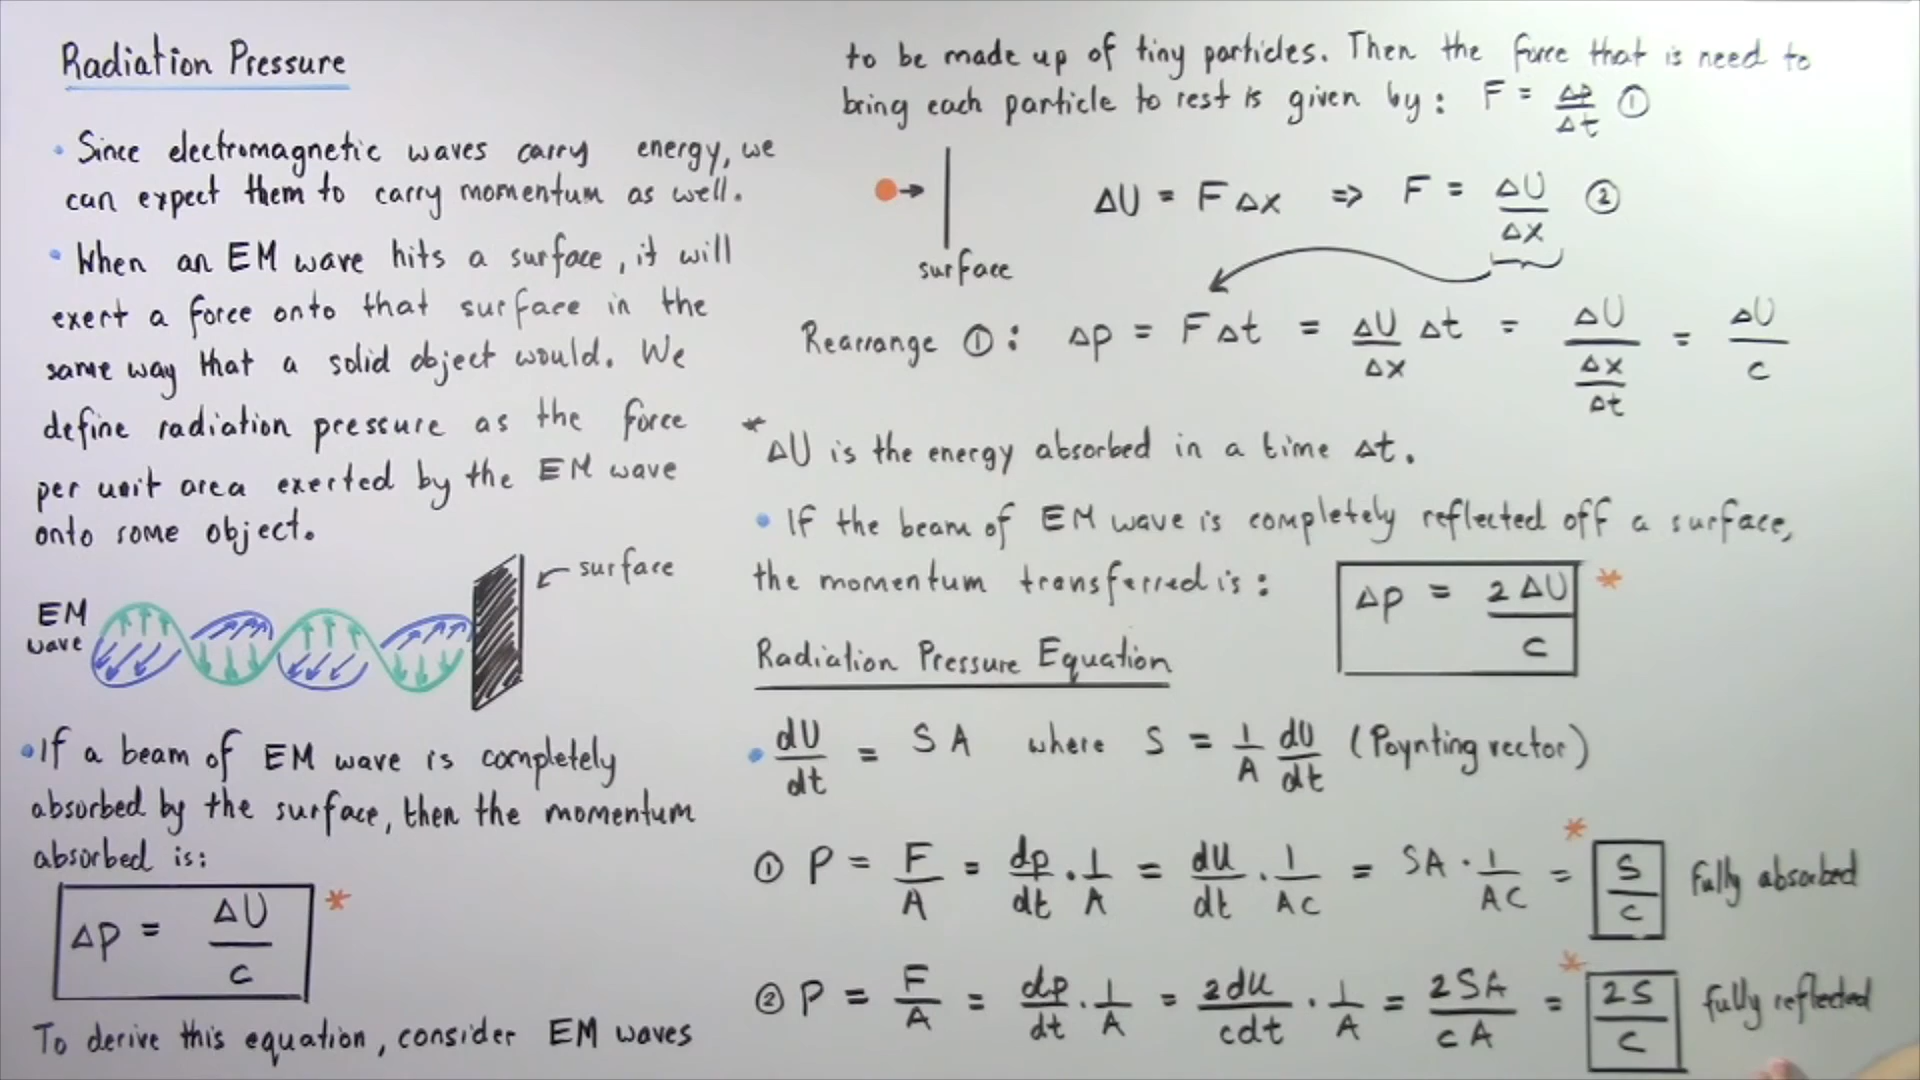 Radiation Pressure
• Since electromagnetic waves carry energy, we
can expect them to carry momentum as well.
• When an EM wave hits a surface, it will
exert a force onto that surface in the
same way that a solid object would. We
define radiation pressure as the force
per unit area exerted by the EM wave
onto some object.
surface
EM
wave
• If a beam of EM wave is completely
absorbed by the surface, then the momentum
absorbed is:
Δp = ΔU/c *
To derive this equation, consider EM waves
to be made up of tiny particles. Then the force that is need to
bring each particle to rest is given by: F = Δp/Δt ①
surface
ΔU = FΔx ⇒ F = ΔU/Δx ②
Rearrange ①: Δp = FΔt = ΔU/Δx Δt = ΔU/(Δx/Δt) = ΔU/c
* ΔU is the energy absorbed in a time Δt.
• If the beam of EM wave is completely reflected off a surface,
the momentum transferred is: Δp = 2ΔU/c *
Radiation Pressure Equation
• dU/dt = SA where S = 1/A dU/dt (Poynting vector)
① P = F/A = dp/dt · 1/A = dU/dt · 1/AC = SA · 1/AC = S/C * fully absorbed
② P = F/A = dp/dt · 1/A = 2dU/cdt · 1/A = 2SA/cA = 2S/C * fully reflected